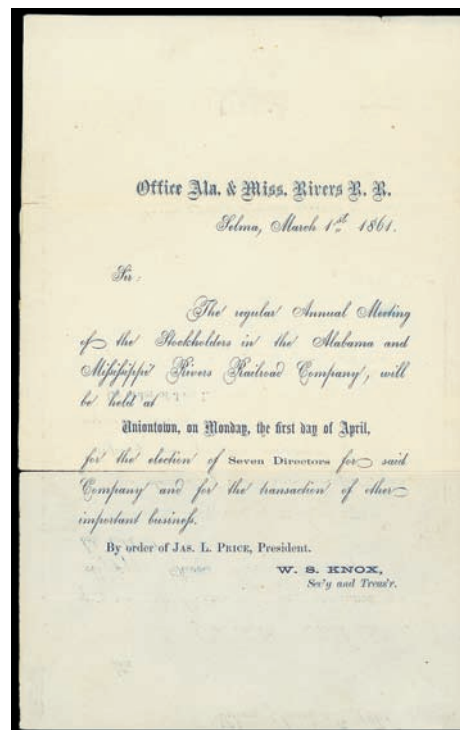 Office Ala. & Miss. Rivers R. R.
Selma, March 1st 1861.
Sir:
The regular Annual Meeting
of the Stockholders in the Alabama and
Mississippi Rivers Railroad Company, will
be held at
Uniontown, on Monday, the first day of April,
for the election of Seven Directors for said
Company and for the transaction of other
important business.
By order of JAS. L. PRICE, President.
W. S. KNOX,
Sec'y and Treas'r.